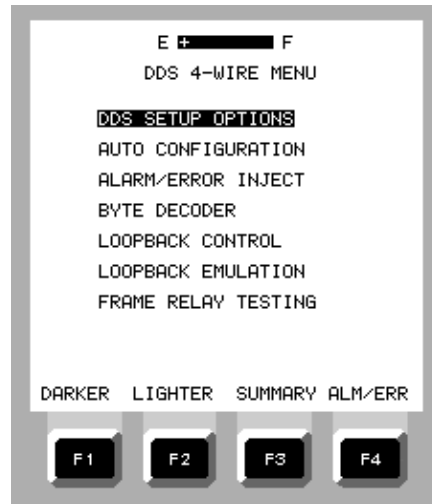 E + F
DDS 4-WIRE MENU
DDS SETUP OPTIONS
AUTO CONFIGURATION
ALARM/ERROR INJECT
BYTE DECODER
LOOPBACK CONTROL
LOOPBACK EMULATION
FRAME RELAY TESTING
DARKER LIGHTER SUMMARY ALM/ERR
F1 F2 F3 F4